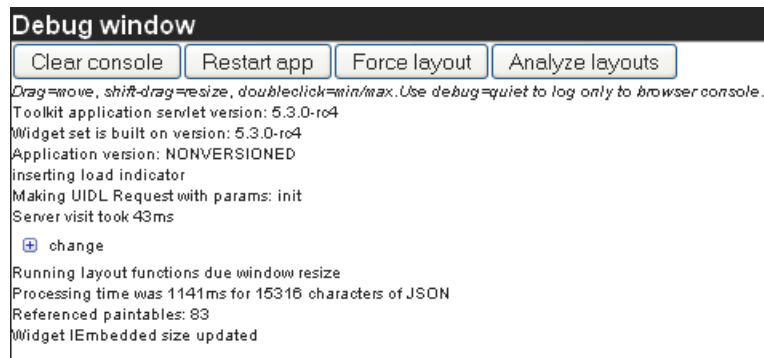 Debug window
Clear console Restart app Force layout Analyze layouts
Drag=move, shift-drag=resize, doubleclick=min/max.Use debug=quiet to log only to browser console.
Toolkit application servlet version: 5.3.0-rc4
Widget set is built on version: 5.3.0-rc4
Application version: NONVERSIONED
inserting load indicator
Making UIDL Request with params: init
Server visit took 43ms
change
Running layout functions due window resize
Processing time was 1141ms for 15316 characters of JSON
Referenced paintables: 83
Widget IEmbedded size updated